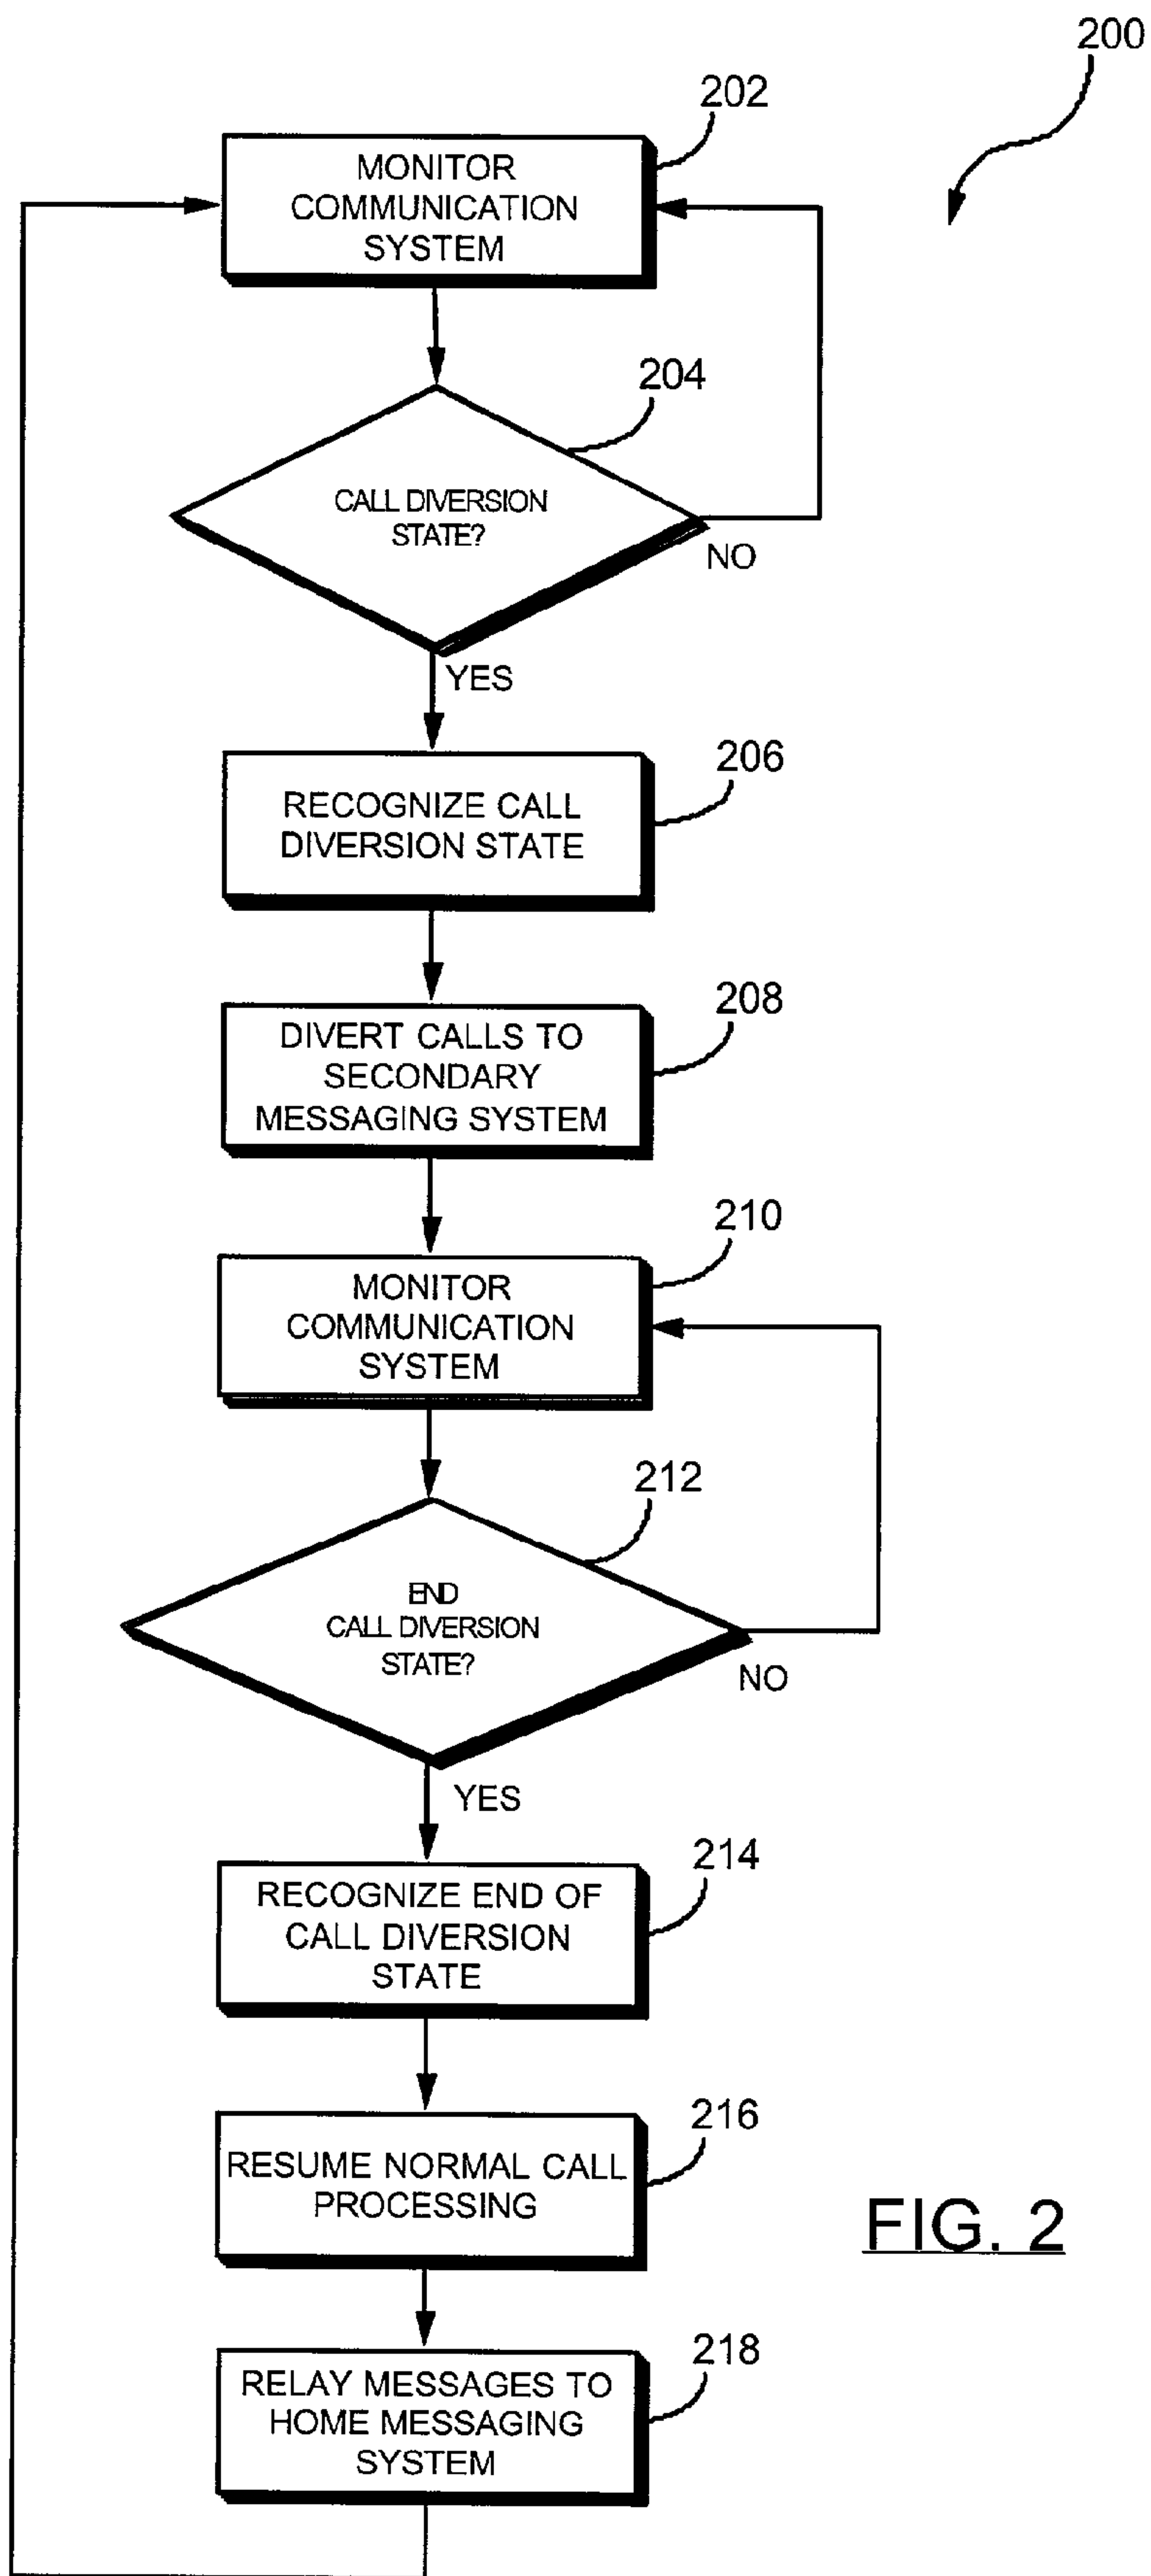 200
202
MONITOR
COMMUNICATION
SYSTEM
204
CALL DIVERSION
STATE?
NO
YES
206
RECOGNIZE CALL
DIVERSION STATE
208
DIVERT CALLS TO
SECONDARY
MESSAGING SYSTEM
210
MONITOR
COMMUNICATION
SYSTEM
212
END
CALL DIVERSION
STATE?
NO
YES
214
RECOGNIZE END OF
CALL DIVERSION
STATE
216
RESUME NORMAL CALL
PROCESSING
FIG. 2
218
RELAY MESSAGES TO
HOME MESSAGING
SYSTEM